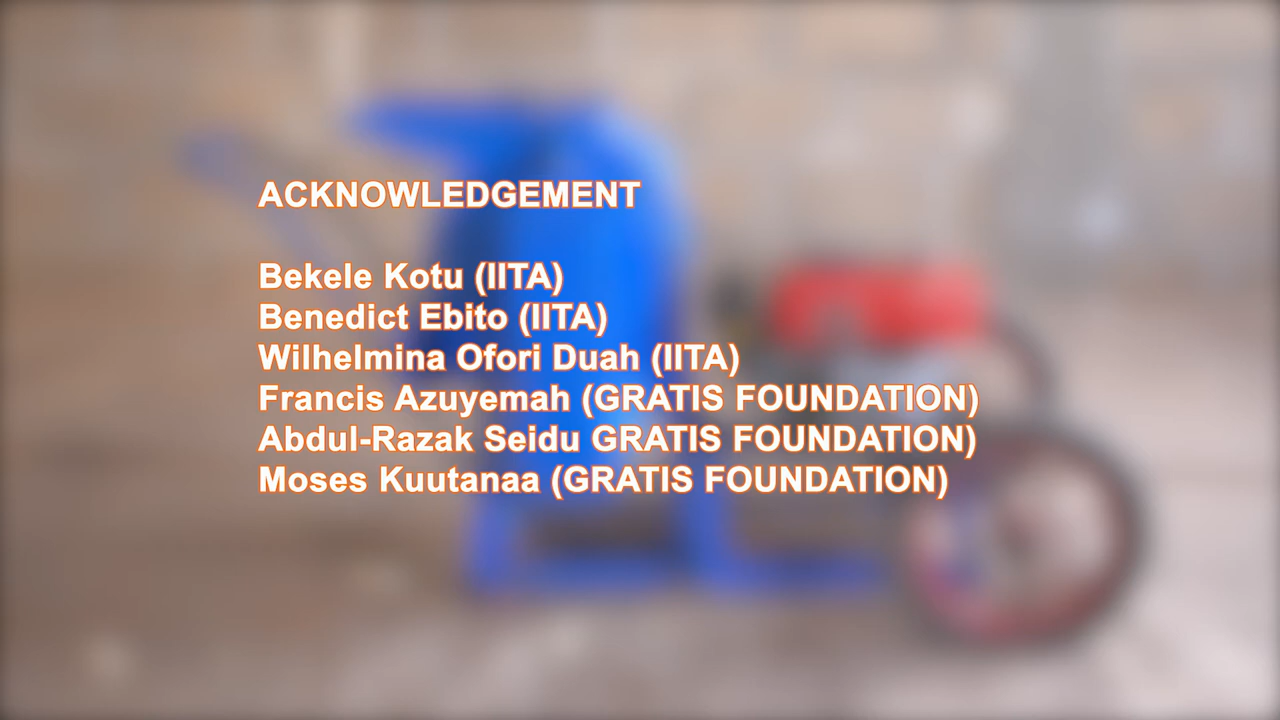 ACKNOWLEDGEMENT
Bekele Kotu (IITA)
Benedict Ebito (IITA)
Wilhelmina Ofori Duah (IITA)
Francis Azuyemah (GRATIS FOUNDATION)
Abdul-Razak Seidu GRATIS FOUNDATION)
Moses Kuutanaa (GRATIS FOUNDATION)